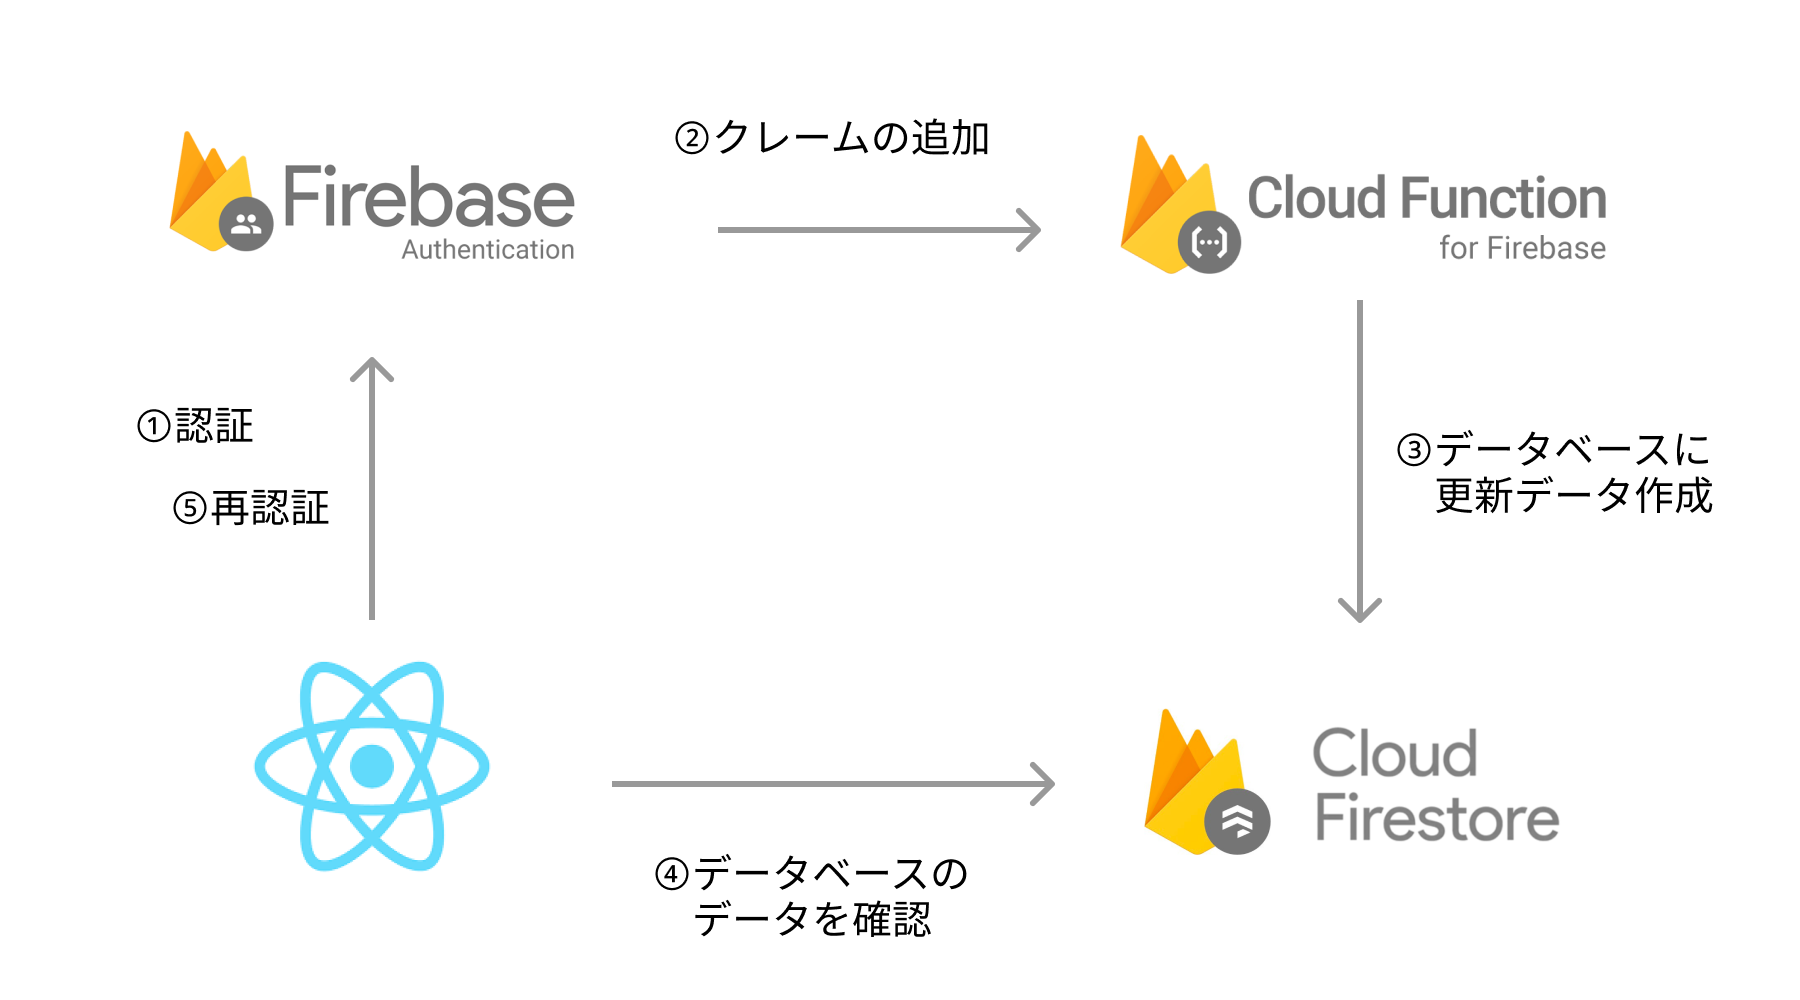 ②クレームの追加
Firebase
Authentication
Cloud Function
for Firebase
①認証
⑤再認証
③データベースに
更新データ作成
Cloud
Firestore
④データベースの
データを確認